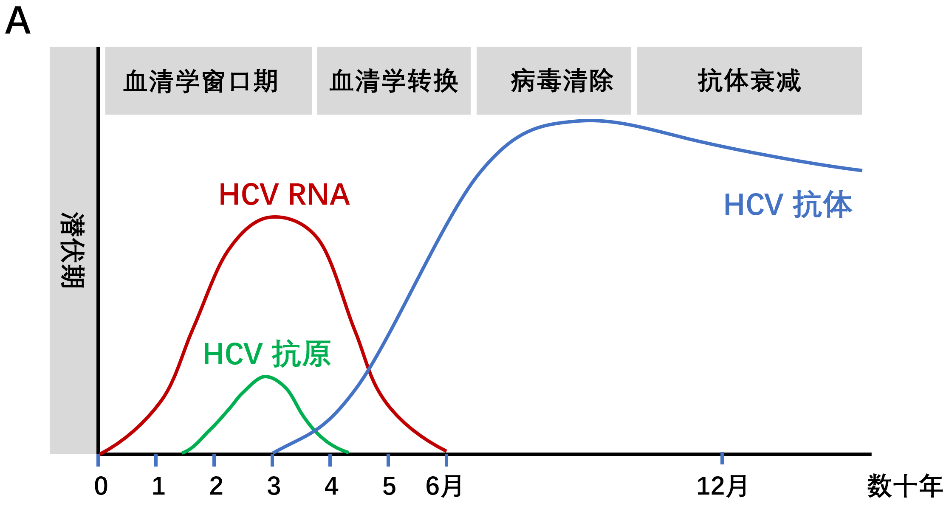 A
血清学窗口期
血清学转换
病毒清除
抗体衰减
潜伏期
HCV RNA
HCV 抗体
HCV 抗原
0
1
2
3
4
5
6月
12月
数十年